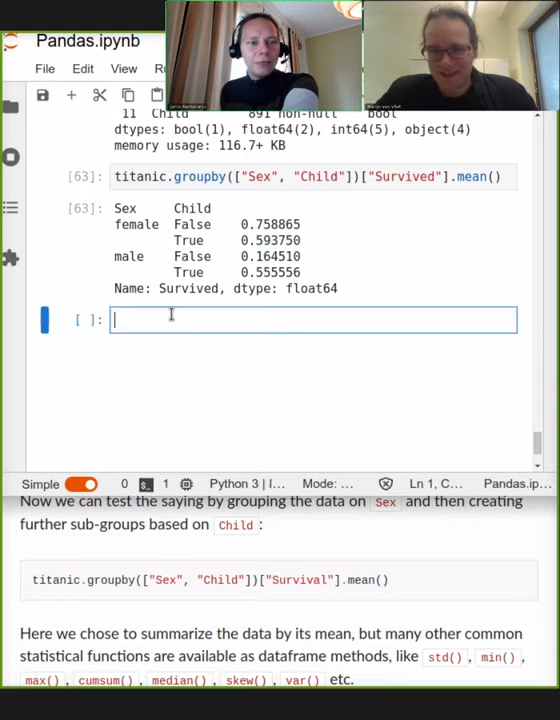 Pandas.ipynb
File Edit View
11 Child 891 non-null bool
dtypes: bool(1), float64(2), int64(5), object(4)
memory usage: 116.7+ KB
[63]: titanic.groupby(["Sex", "Child"])["Survived"].mean()
[63]: Sex Child
female False 0.758865
True 0.593750
male False 0.164510
True 0.555556
Name: Survived, dtype: float64
[ ]:
Simple 0 1 Python 3 | I... Mode: ... Ln 1, C... Pandas.ip...
Now we can test the saying by grouping the data on Sex and then creating
further sub-groups based on Child :
titanic.groupby(["Sex", "Child"])["Survival"].mean()
Here we chose to summarize the data by its mean, but many other common
statistical functions are available as dataframe methods, like std() , min() ,
max() , cumsum() , median() , skew() , var() etc.